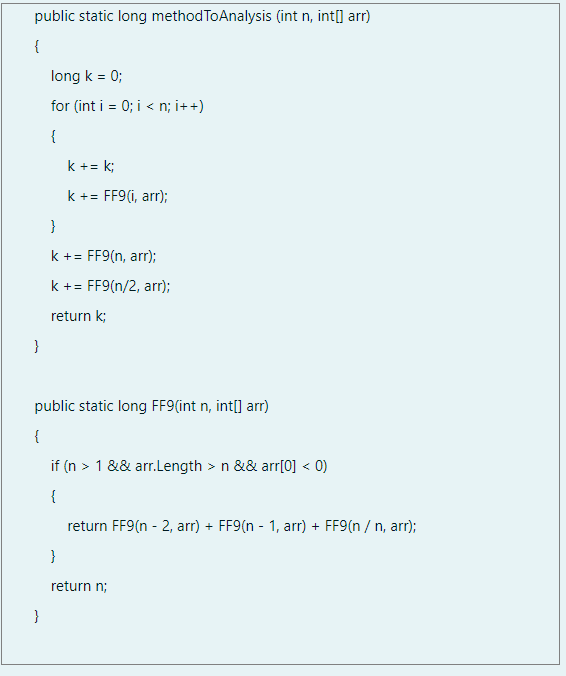 public static long methodToAnalysis (int n, int[] arr)
{
long k = 0;
for (int i = 0; i < n; i++)
{
k += k;
k += FF9(i, arr);
}
k += FF9(n, arr);
k += FF9(n/2, arr);
return k;
}
public static long FF9(int n, int[] arr)
{
if (n > 1 && arr.Length > n && arr[0] < 0)
{
return FF9(n - 2, arr) + FF9(n - 1, arr) + FF9(n / n, arr);
}
return n;
}